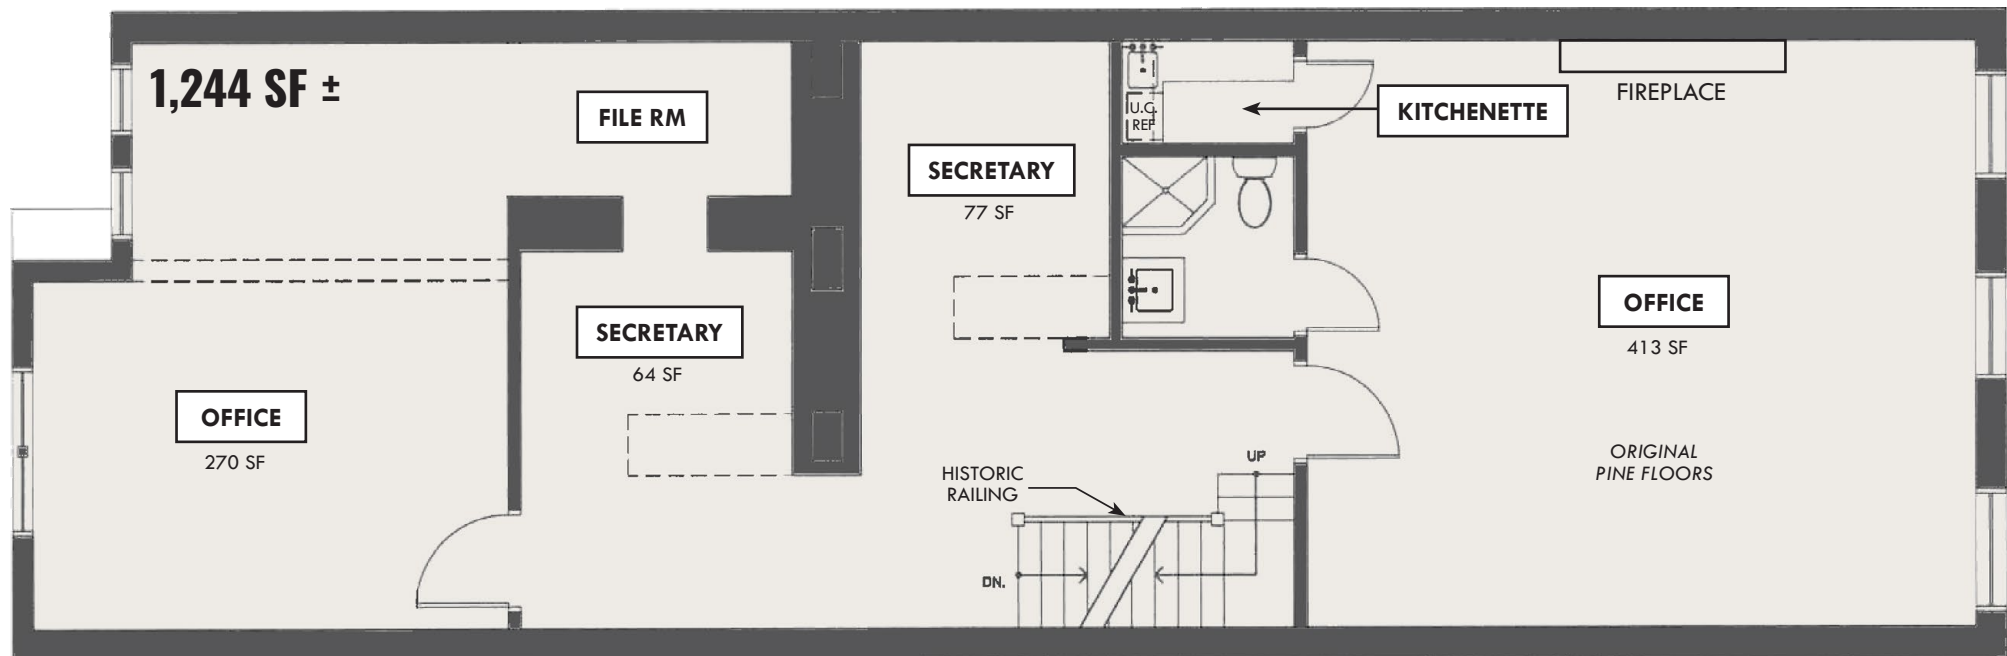 1,244 SF ±
FILE RM
SECRETARY
77 SF
U.C.
REF
KITCHENETTE
FIREPLACE
SECRETARY
64 SF
OFFICE
270 SF
OFFICE
413 SF
ORIGINAL
PINE FLOORS
HISTORIC
RAILING
UP
DN.